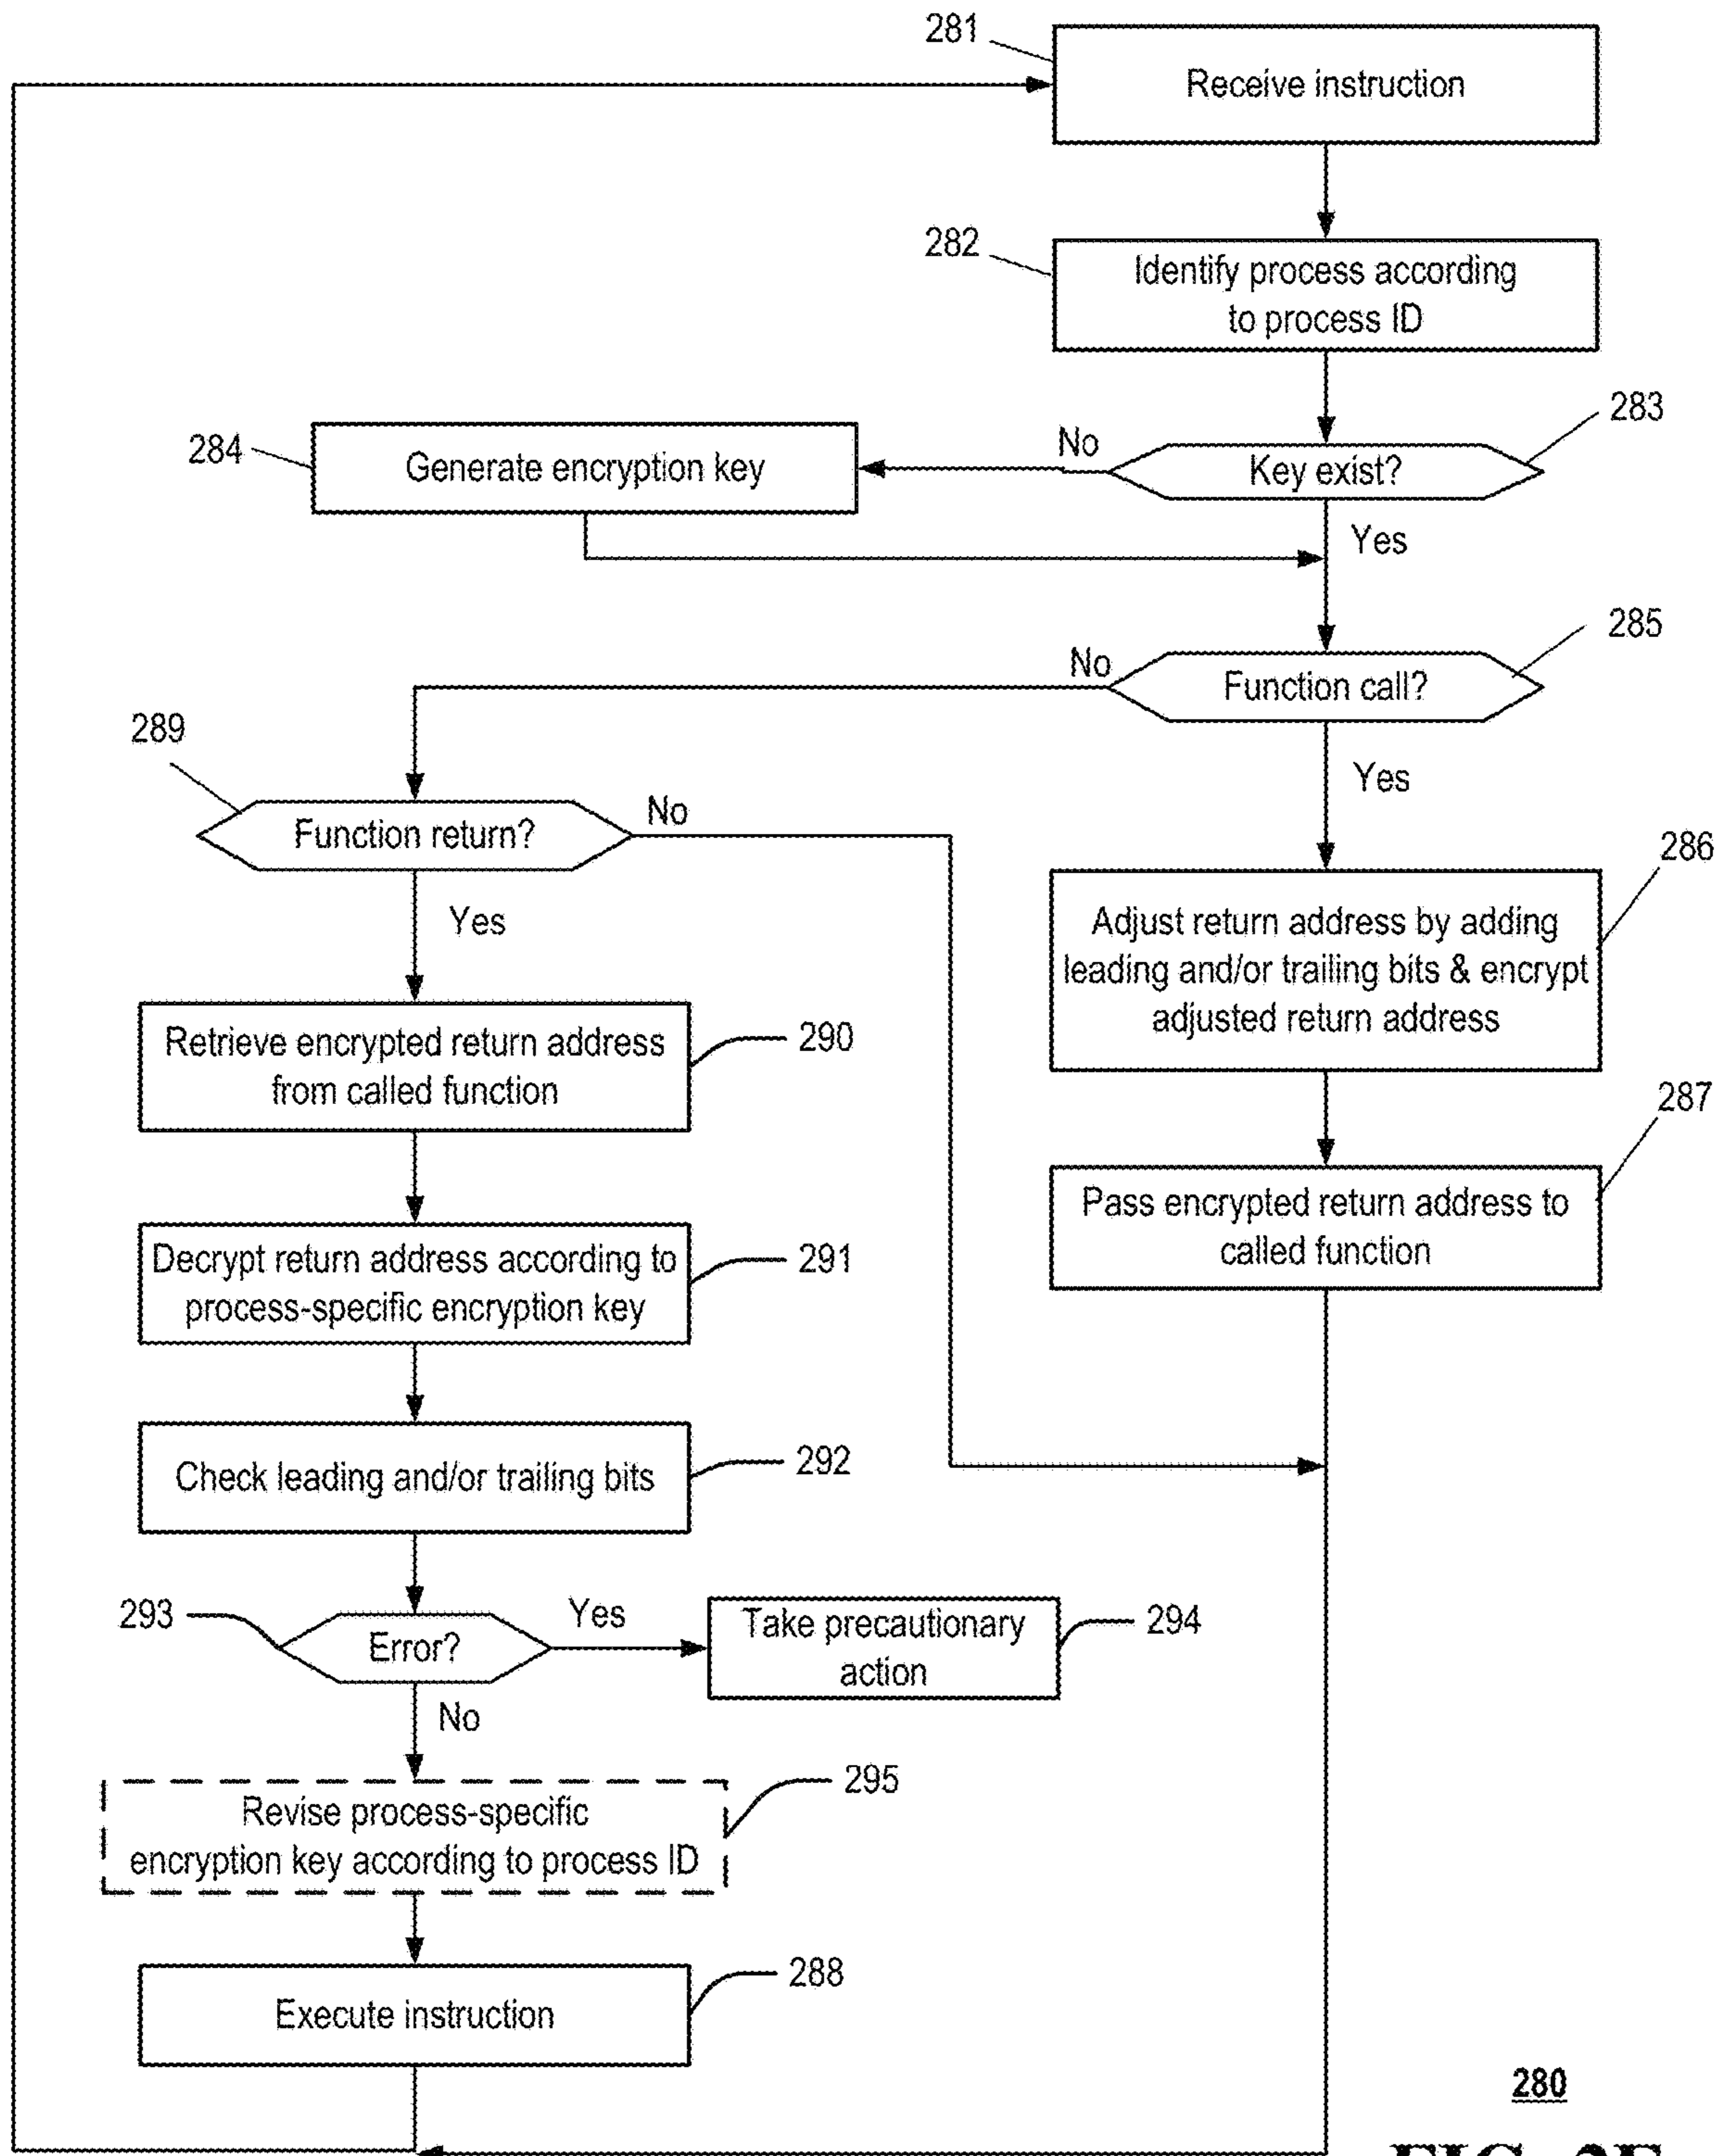 281
Receive instruction
282
Identify process according
to process ID
283
No
Key exist?
284
Generate encryption key
Yes
285
No
Function call?
289
Yes
Function return?
No
286
Yes
Adjust return address by adding
leading and/or trailing bits & encrypt
adjusted return address
Retrieve encrypted return address
from called function
290
287
Pass encrypted return address to
called function
Decrypt return address according to
process-specific encryption key
291
Check leading and/or trailing bits
292
293
Error?
Yes
Take precautionary
action
294
No
Revise process-specific
encryption key according to process ID
295
Execute instruction
288
280